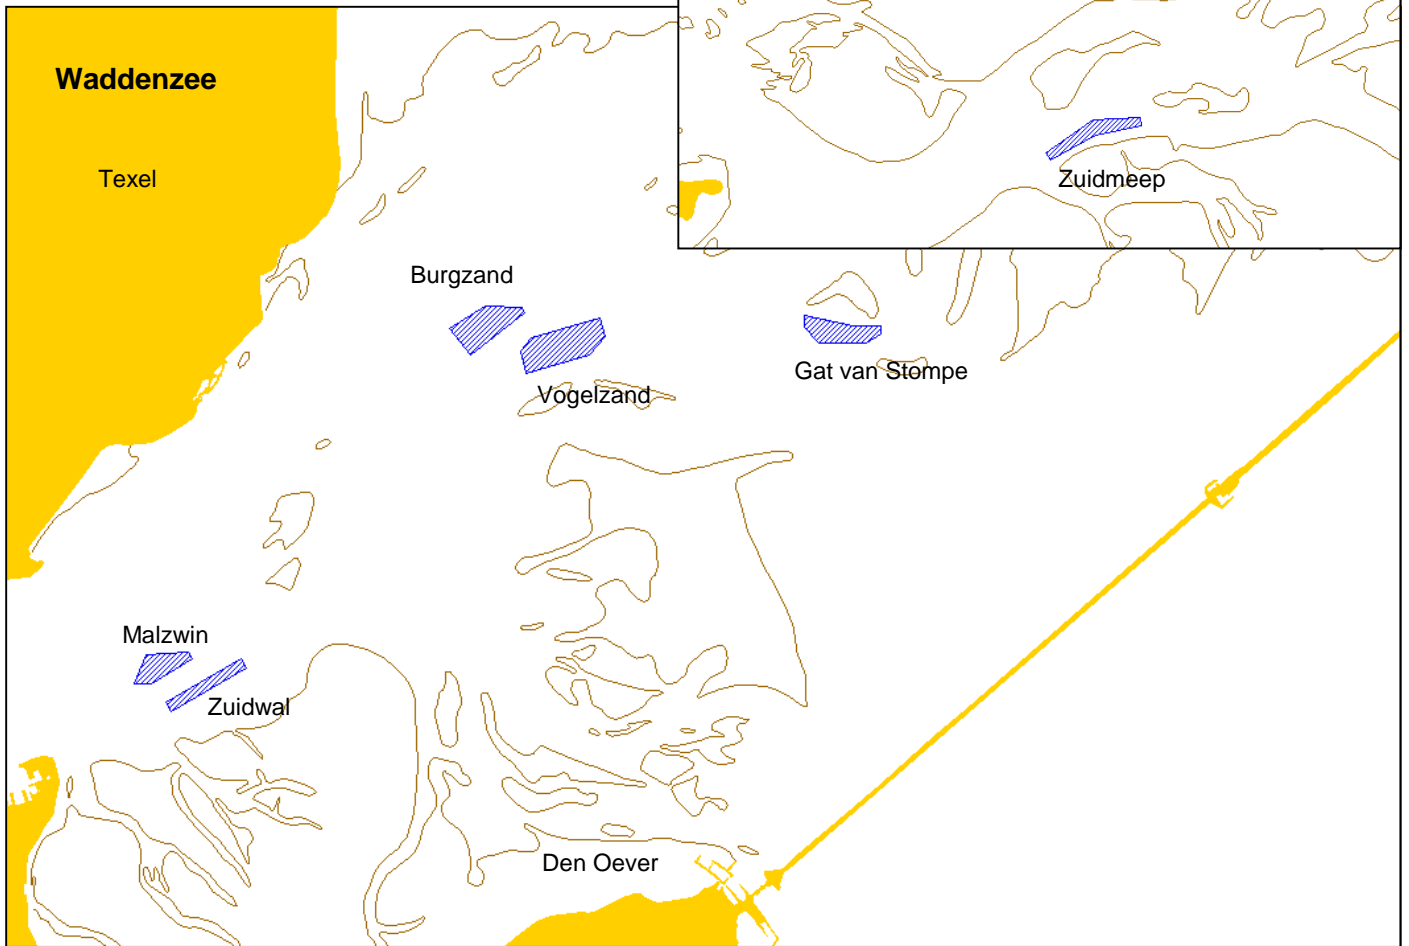 Waddenzee
Texel
Zuidmeep
Burgzand
Gat van Stompe
Vogelzand
Malzwin
Zuidwal
Den Oever